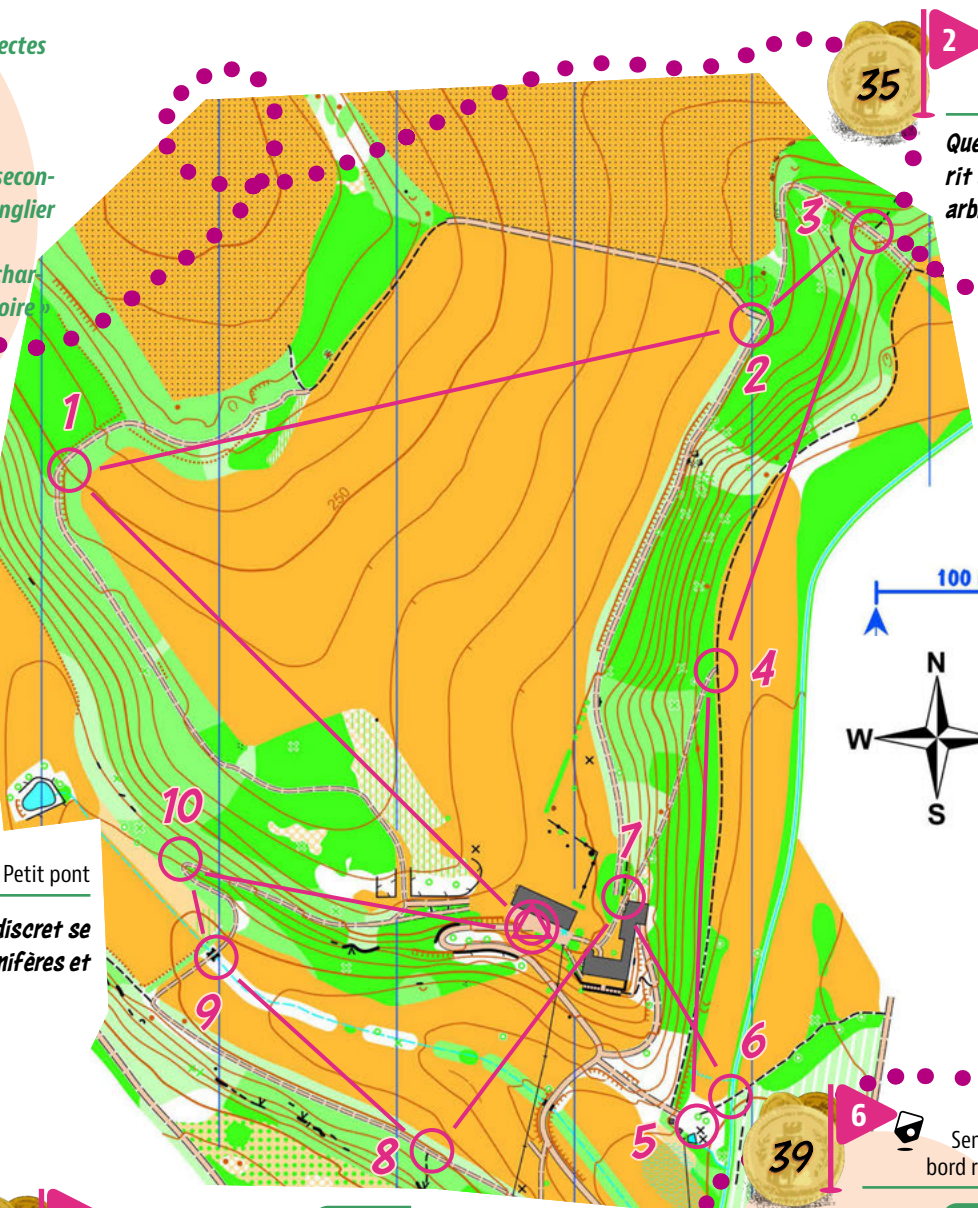 ectes
secon-
nglier
char-
oire »
35
2
Que
rit
arb
3
2
1
250
100
4
N
W
S
10
7
Petit pont
discret se
nifères et
9
6
5
8
39
6
Sen
bord r